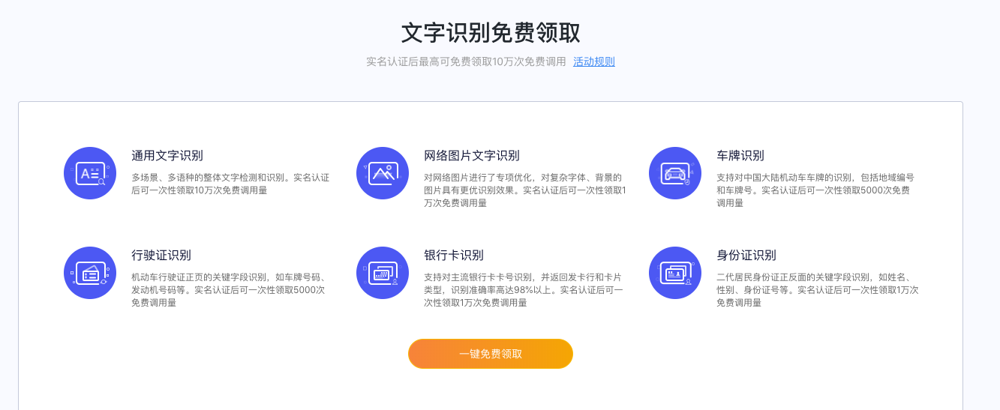 文字识别免费领取
实名认证后最高可免费领取10万次免费调用 活动规则
通用文字识别
多场景、多语种的整体文字检测和识别。实名认证
后可一次性领取10万次免费调用量
网络图片文字识别
对网络图片进行了专项优化，对复杂字体、背景的
图片具有更优识别效果。实名认证后可一次性领取1
万次免费调用量
车牌识别
支持对中国大陆机动车车牌的识别，包括地域编号
和车牌号。实名认证后可一次性领取5000次免费
调用量
行驶证识别
机动车行驶证正页的关键字段识别，如车牌号码、
发动机号码等。实名认证后可一次性领取5000次
免费调用量
银行卡识别
支持对主流银行卡卡号识别，并返回发卡行和卡片
类型，识别准确率高达98%以上。实名认证后可一
次性领取1万次免费调用量
身份证识别
二代居民身份证正反面的关键字段识别，如姓名、
性别、身份证号等。实名认证后可一次性领取1万次
免费调用量
一键免费领取